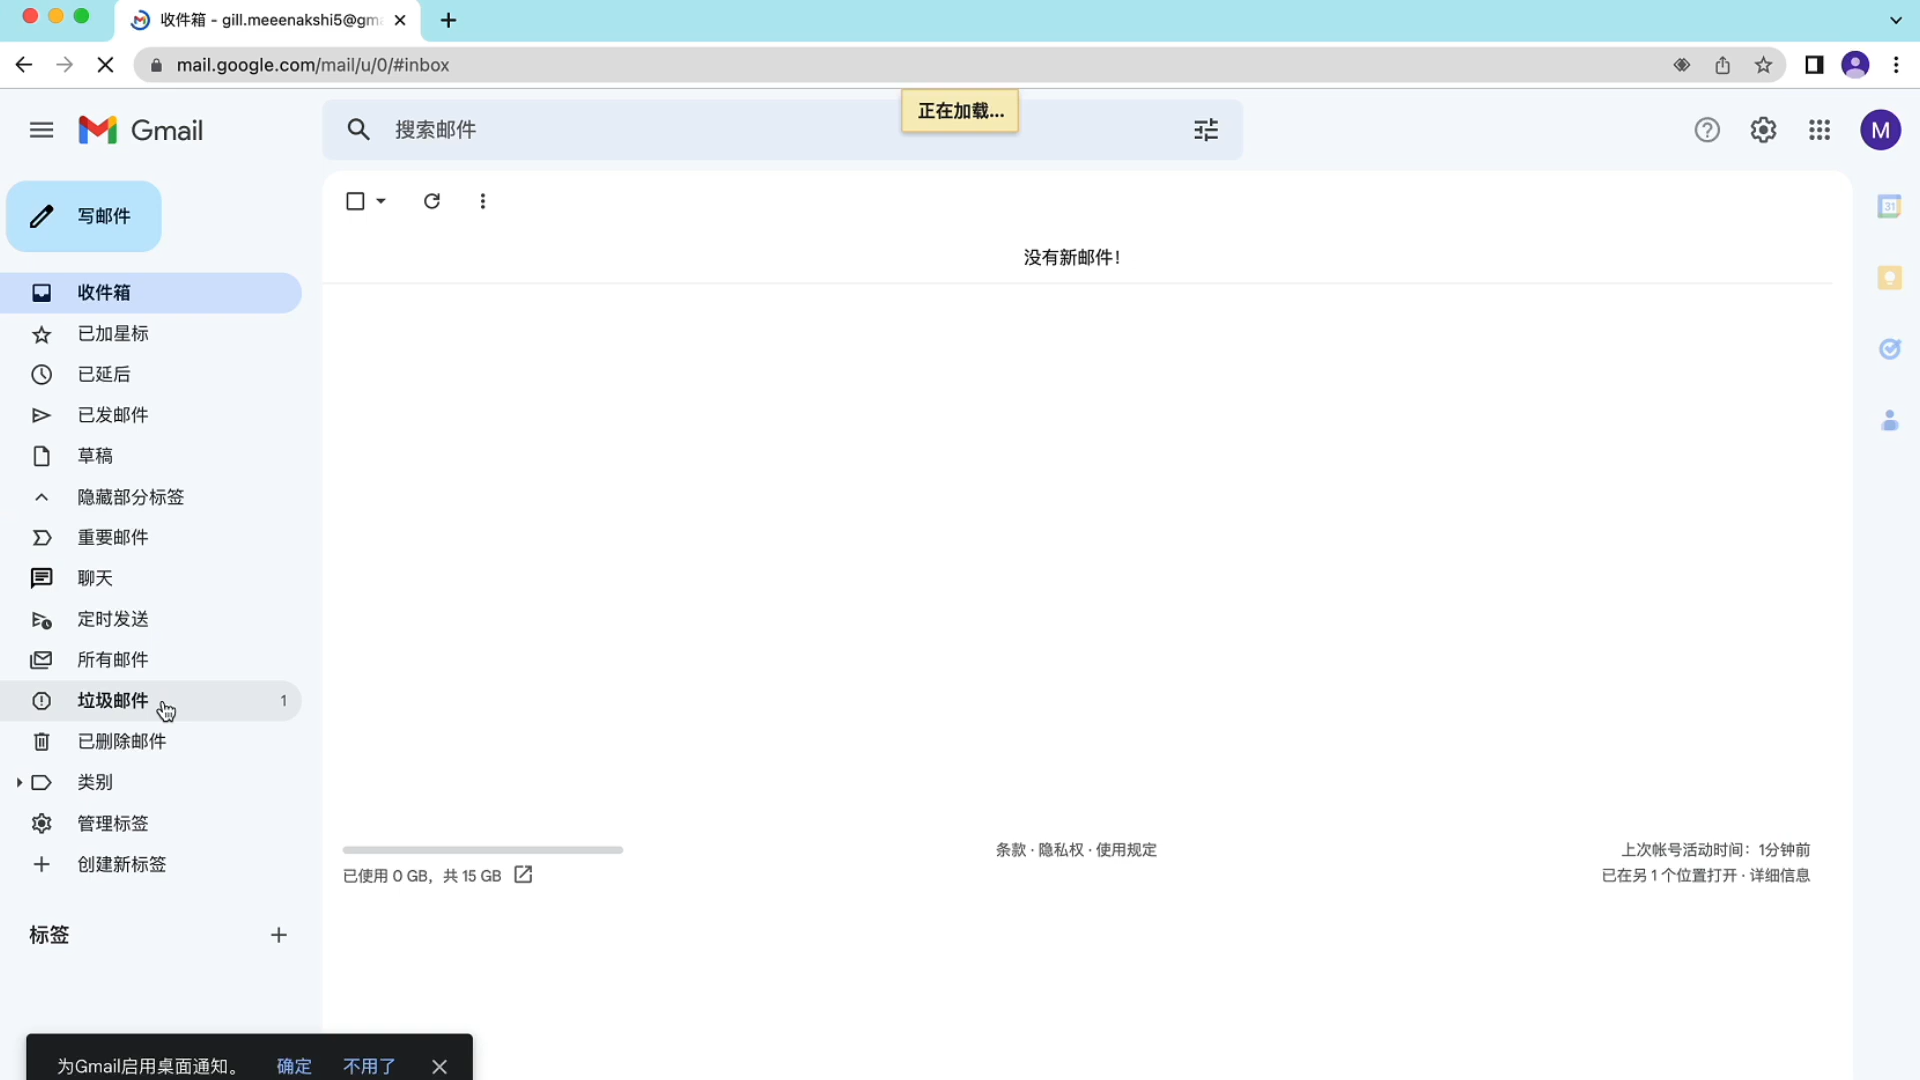 收件箱 - gill.meeenakshi5@gma
mail.google.com/mail/u/0/#inbox
正在加载...
Gmail
搜索邮件
M
写邮件
没有新邮件！
收件箱
已加星标
已延后
已发邮件
草稿
隐藏部分标签
重要邮件
聊天
定时发送
所有邮件
垃圾邮件 1
已删除邮件
类别
管理标签
创建新标签
标签
31
已使用 0 GB，共 15 GB
条款 · 隐私权 · 使用规定
上次帐号活动时间：1分钟前
已在另 1 个位置打开 · 详细信息
为Gmail启用桌面通知。 确定 不用了